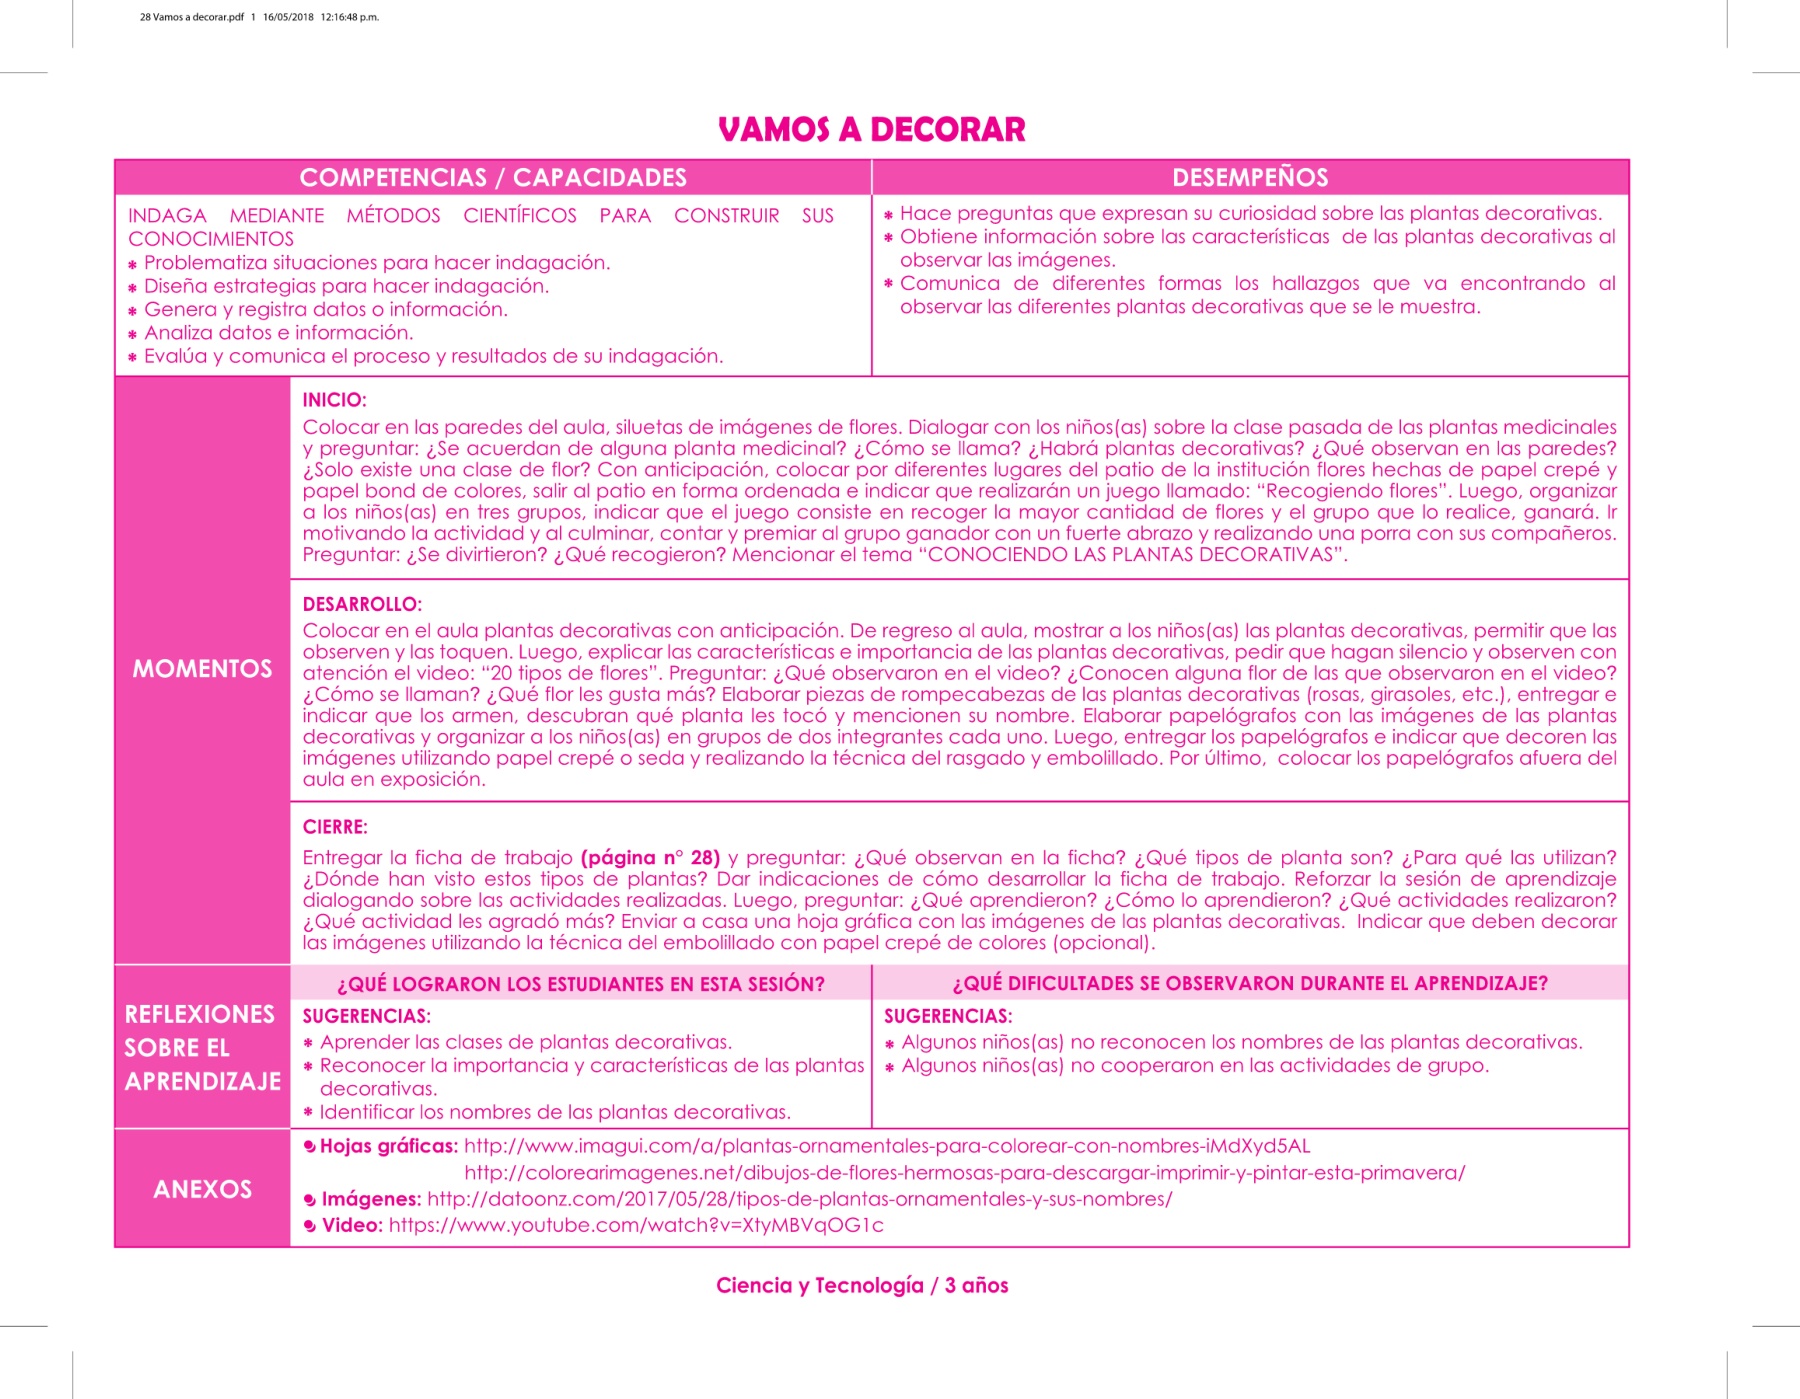 28 Vamos a decorar.pdf 1 16/05/2018 12:16:48 p.m.
VAMOS A DECORAR
COMPETENCIAS / CAPACIDADES
DESEMPEÑOS
INDAGA MEDIANTE MÉTODOS CIENTÍFICOS PARA CONSTRUIR SUS
CONOCIMIENTOS
* Problematiza situaciones para hacer indagación.
* Diseña estrategias para hacer indagación.
* Genera y registra datos o información.
* Analiza datos e información.
* Evalúa y comunica el proceso y resultados de su indagación.
* Hace preguntas que expresan su curiosidad sobre las plantas decorativas.
* Obtiene información sobre las características de las plantas decorativas al
observar las imágenes.
* Comunica de diferentes formas los hallazgos que va encontrando al
observar las diferentes plantas decorativas que se le muestra.
MOMENTOS
INICIO:
Colocar en las paredes del aula, siluetas de imágenes de flores. Dialogar con los niños(as) sobre la clase pasada de las plantas medicinales
y preguntar: ¿Se acuerdan de alguna planta medicinal? ¿Cómo se llama? ¿Habrá plantas decorativas? ¿Qué observan en las paredes?
¿Solo existe una clase de flor? Con anticipación, colocar por diferentes lugares del patio de la institución flores hechas de papel crepé y
papel bond de colores, salir al patio en forma ordenada e indicar que realizarán un juego llamado: “Recogiendo flores”. Luego, organizar
a los niños(as) en tres grupos, indicar que el juego consiste en recoger la mayor cantidad de flores y el grupo que lo realice, ganará. Ir
motivando la actividad y al culminar, contar y premiar al grupo ganador con un fuerte abrazo y realizando una porra con sus compañeros.
Preguntar: ¿Se divirtieron? ¿Qué recogieron? Mencionar el tema “CONOCIENDO LAS PLANTAS DECORATIVAS”.
DESARROLLO:
Colocar en el aula plantas decorativas con anticipación. De regreso al aula, mostrar a los niños(as) las plantas decorativas, permitir que las
observen y las toquen. Luego, explicar las características e importancia de las plantas decorativas, pedir que hagan silencio y observen con
atención el video: “20 tipos de flores”. Preguntar: ¿Qué observaron en el video? ¿Conocen alguna flor de las que observaron en el video?
¿Cómo se llaman? ¿Qué flor les gusta más? Elaborar piezas de rompecabezas de las plantas decorativas (rosas, girasoles, etc.), entregar e
indicar que los armen, descubran qué planta les tocó y mencionen su nombre. Elaborar papelógrafos con las imágenes de las plantas
decorativas y organizar a los niños(as) en grupos de dos integrantes cada uno. Luego, entregar los papelógrafos e indicar que decoren las
imágenes utilizando papel crepé o seda y realizando la técnica del rasgado y embolillado. Por último, colocar los papelógrafos afuera del
aula en exposición.
CIERRE:
Entregar la ficha de trabajo (página n° 28) y preguntar: ¿Qué observan en la ficha? ¿Qué tipos de planta son? ¿Para qué las utilizan?
¿Dónde han visto estos tipos de plantas? Dar indicaciones de cómo desarrollar la ficha de trabajo. Reforzar la sesión de aprendizaje
dialogando sobre las actividades realizadas. Luego, preguntar: ¿Qué aprendieron? ¿Cómo lo aprendieron? ¿Qué actividades realizaron?
¿Qué actividad les agradó más? Enviar a casa una hoja gráfica con las imágenes de las plantas decorativas. Indicar que deben decorar
las imágenes utilizando la técnica del embolillado con papel crepé de colores (opcional).
REFLEXIONES
SOBRE EL
APRENDIZAJE
¿QUÉ LOGRARON LOS ESTUDIANTES EN ESTA SESIÓN?
SUGERENCIAS:
* Aprender las clases de plantas decorativas.
* Reconocer la importancia y características de las plantas
decorativas.
* Identificar los nombres de las plantas decorativas.
¿QUÉ DIFICULTADES SE OBSERVARON DURANTE EL APRENDIZAJE?
SUGERENCIAS:
* Algunos niños(as) no reconocen los nombres de las plantas decorativas.
* Algunos niños(as) no cooperaron en las actividades de grupo.
ANEXOS
Hojas gráficas: http://www.imagui.com/a/plantas-ornamentales-para-colorear-con-nombres-iMdXyd5AL
http://colorearimagenes.net/dibujos-de-flores-hermosas-para-descargar-imprimir-y-pintar-esta-primavera/
Imágenes: http://datoonz.com/2017/05/28/tipos-de-plantas-ornamentales-y-sus-nombres/
Video: https://www.youtube.com/watch?v=XtyMBVqOG1c
Ciencia y Tecnología / 3 años